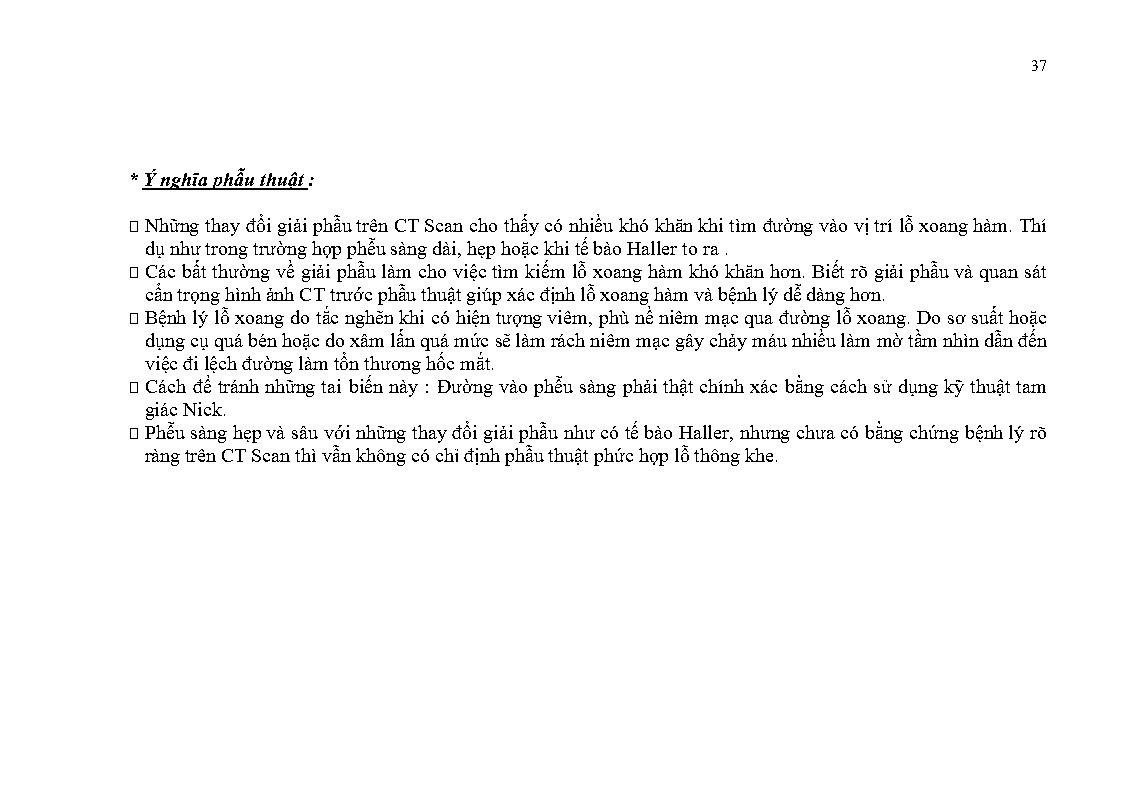 37
* Ý nghĩa phẫu thuật :
▯ Những thay đổi giải phẫu trên CT Scan cho thấy có nhiều khó khăn khi tìm đường vào vị trí lỗ xoang hàm. Thí
dụ như trong trường hợp phễu sàng dài, hẹp hoặc khi tế bào Haller to ra .
▯ Các bất thường về giải phẫu làm cho việc tìm kiếm lỗ xoang hàm khó khăn hơn. Biết rõ giải phẫu và quan sát
cẩn trọng hình ảnh CT trước phẫu thuật giúp xác định lỗ xoang hàm và bệnh lý dễ dàng hơn.
▯ Bệnh lý lỗ xoang do tắc nghẽn khi có hiện tượng viêm, phù nề niêm mạc qua đường lỗ xoang. Do sơ suất hoặc
dụng cụ quá bén hoặc do xâm lấn quá mức sẽ làm rách niêm mạc gây chảy máu nhiều làm mờ tầm nhìn dẫn đến
việc đi lệch đường làm tổn thương hốc mắt.
▯ Cách để tránh những tai biến này : Đường vào phễu sàng phải thật chính xác bằng cách sử dụng kỹ thuật tam
giác Nick.
▯ Phễu sàng hẹp và sâu với những thay đổi giải phẫu như có tế bào Haller, nhưng chưa có bằng chứng bệnh lý rõ
ràng trên CT Scan thì vẫn không có chỉ định phẫu thuật phức hợp lỗ thông khe.